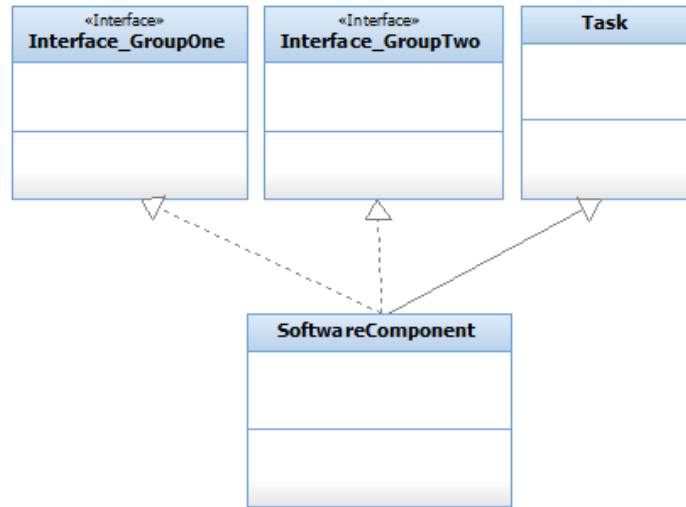 «Interface»
Interface_GroupOne
«Interface»
Interface_GroupTwo
Task
SoftwareComponent